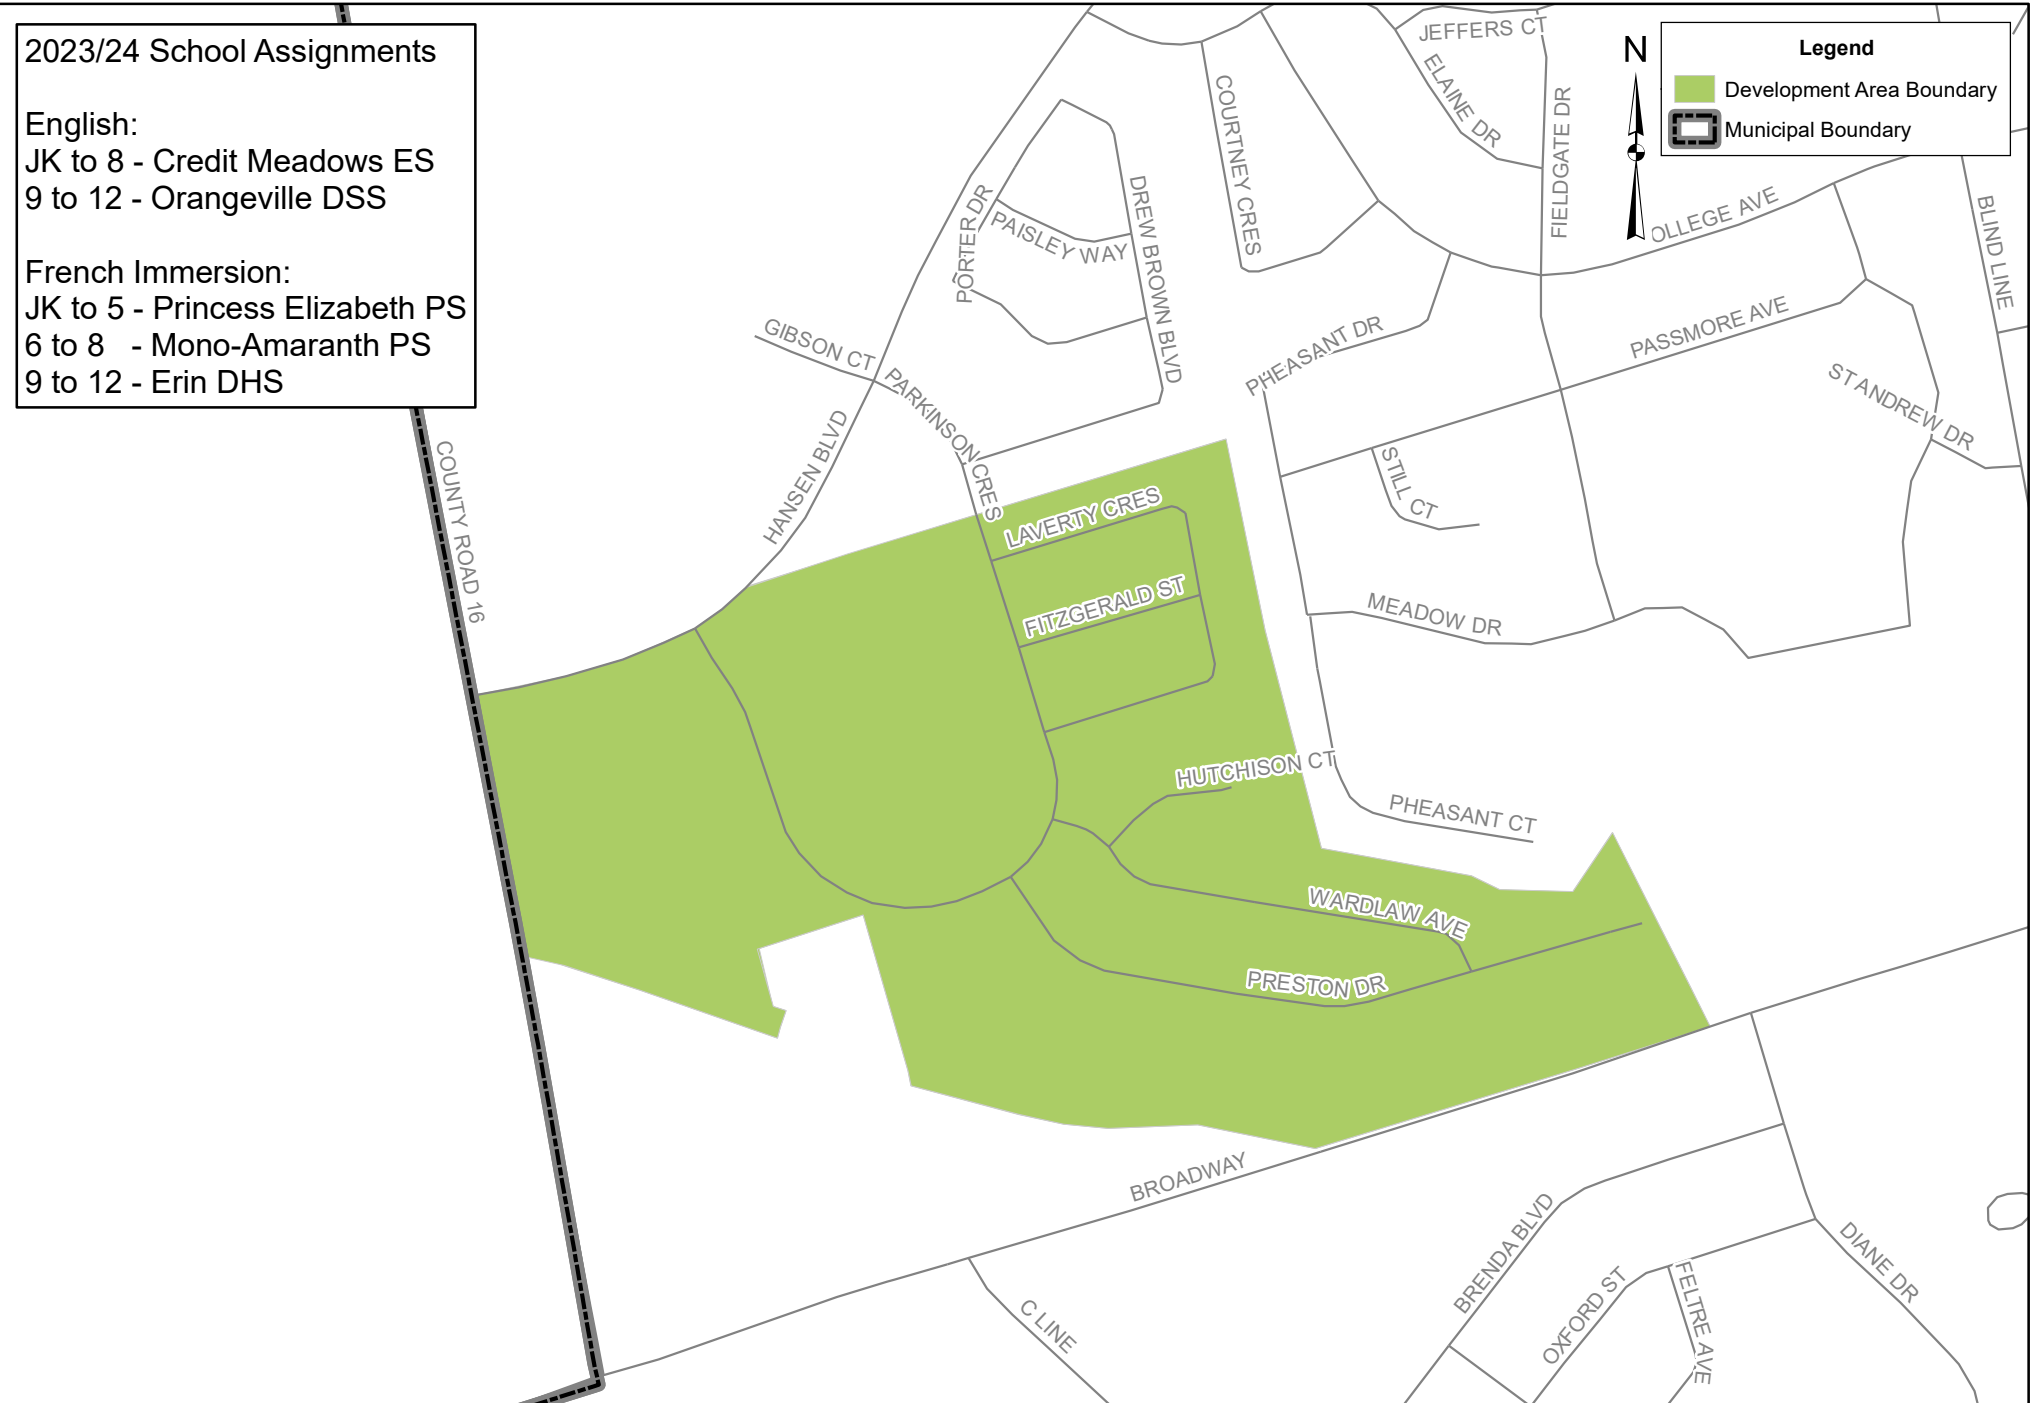 2023/24 School Assignments
English:
JK to 8 - Credit Meadows ES
9 to 12 - Orangeville DSS
French Immersion:
JK to 5 - Princess Elizabeth PS
6 to 8 - Mono-Amaranth PS
9 to 12 - Erin DHS
N
Legend
Development Area Boundary
Municipal Boundary
JEFFERS CT
ELAINE DR
FIELDGATE DR
COURTNEY CRES
OLLEGE AVE
BLIND LINE
PORTER DR
PAISLEY WAY
DREW BROWN BLVD
GIBSON CT
PARKINSON CRES
HANSEN BLVD
PHEASANT DR
PASSMORE AVE
ST ANDREW DR
COUNTY ROAD 16
STILL CT
LAVERTY CRES
FITZGERALD ST
MEADOW DR
HUTCHISON CT
PHEASANT CT
WARDLAW AVE
PRESTON DR
BROADWAY
BRENDA BLVD
OXFORD ST
FELTRE AVE
DIANE DR
C LINE